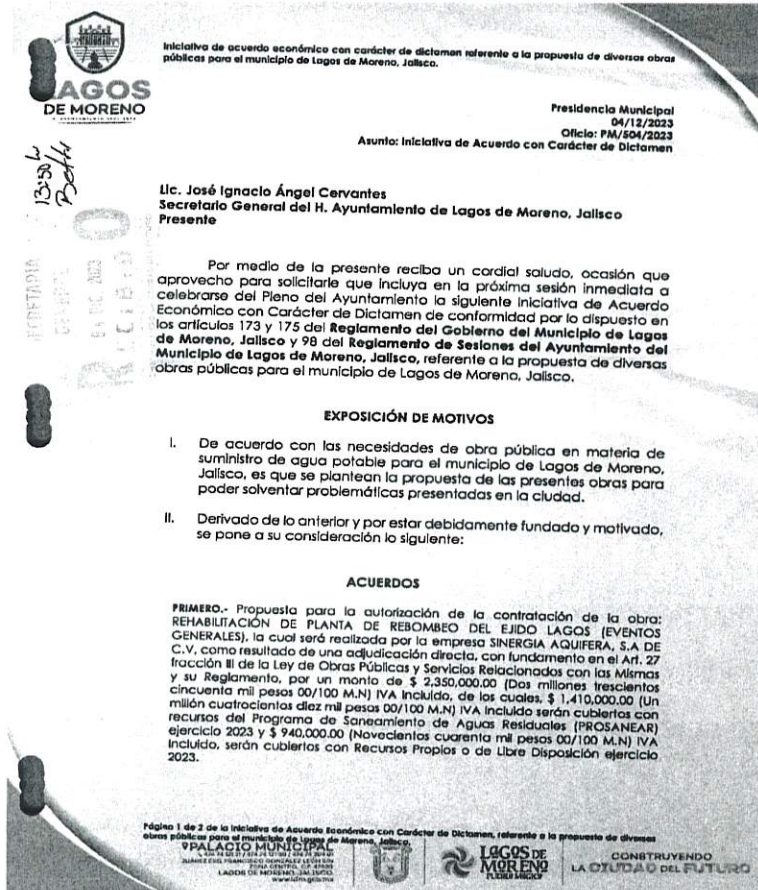 Iniciativa de acuerdo económico con carácter de dictamen referente a la propuesta de diversas obras
públicas para el municipio de Lagos de Moreno, Jalisco.
LAGOS
DE MORENO
Presidencia Municipal
04/12/2023
Oficio: PM/504/2023
Asunto: Iniciativa de Acuerdo con Carácter de Dictamen
13:50 h
Lic. José Ignacio Ángel Cervantes
Secretario General del H. Ayuntamiento de Lagos de Moreno, Jalisco
Presente
Por medio de la presente reciba un cordial saludo, ocasión que
aprovecho para solicitarle que incluya en la próxima sesión inmediata a
celebrarse del Pleno del Ayuntamiento la siguiente Iniciativa de Acuerdo
Económico con Carácter de Dictamen de conformidad por lo dispuesto en
los artículos 173 y 175 del Reglamento del Gobierno del Municipio de Lagos
de Moreno, Jalisco y 98 del Reglamento de Sesiones del Ayuntamiento del
Municipio de Lagos de Moreno, Jalisco, referente a la propuesta de diversas
obras públicas para el municipio de Lagos de Moreno, Jalisco.
EXPOSICIÓN DE MOTIVOS
I. De acuerdo con las necesidades de obra pública en materia de
suministro de agua potable para el municipio de Lagos de Moreno,
Jalisco, es que se plantean la propuesta de las presentes obras para
poder solventar problemáticas presentadas en la ciudad.
II. Derivado de lo anterior y por estar debidamente fundado y motivado,
se pone a su consideración lo siguiente:
ACUERDOS
PRIMERO.- Propuesta para la autorización de la contratación de la obra:
REHABILITACIÓN DE PLANTA DE REBOMBEO DEL EJIDO LAGOS (EVENTOS
GENERALES), la cual será realizada por la empresa SINERGIA AQUIFERA, S.A DE
C.V, como resultado de una adjudicación directa, con fundamento en el Art. 27
fracción III de la Ley de Obras Públicas y Servicios Relacionados con las Mismas
y su Reglamento, por un monto de $ 2,350,000.00 (Dos millones trescientos
cincuenta mil pesos 00/100 M.N) IVA Incluido, de los cuales, $ 1,410,000.00 (Un
millón cuatrocientos diez mil pesos 00/100 M.N) IVA Incluido serán cubiertos con
recursos del Programa de Saneamiento de Aguas Residuales (PROSANEAR)
ejercicio 2023 y $ 940,000.00 (Novecientos cuarenta mil pesos 00/100 M.N) IVA
Incluido, serán cubiertos con Recursos Propios o de Libre Disposición ejercicio
2023.
Página 1 de 2 de la Iniciativa de Acuerdo Económico con Carácter de Dictamen, referente a la propuesta de diversas
obras públicas para el municipio de Lagos de Moreno, Jalisco.
PALACIO MUNICIPAL
LAGOS DE MORENO, JALISCO.
LAGOS DE
MORENO
PUEBLO MÁGICO
CONSTRUYENDO
LA CIUDAD DEL FUTURO